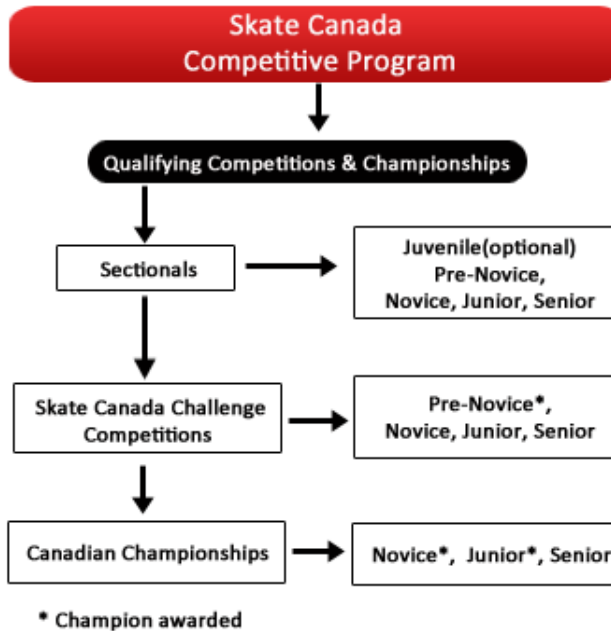 Skate Canada
Competitive Program
Qualifying Competitions & Championships
Sectionals
Juvenile(optional)
Pre-Novice,
Novice, Junior, Senior
Skate Canada Challenge
Competitions
Pre-Novice*,
Novice, Junior, Senior
Canadian Championships
Novice*, Junior*, Senior
* Champion awarded